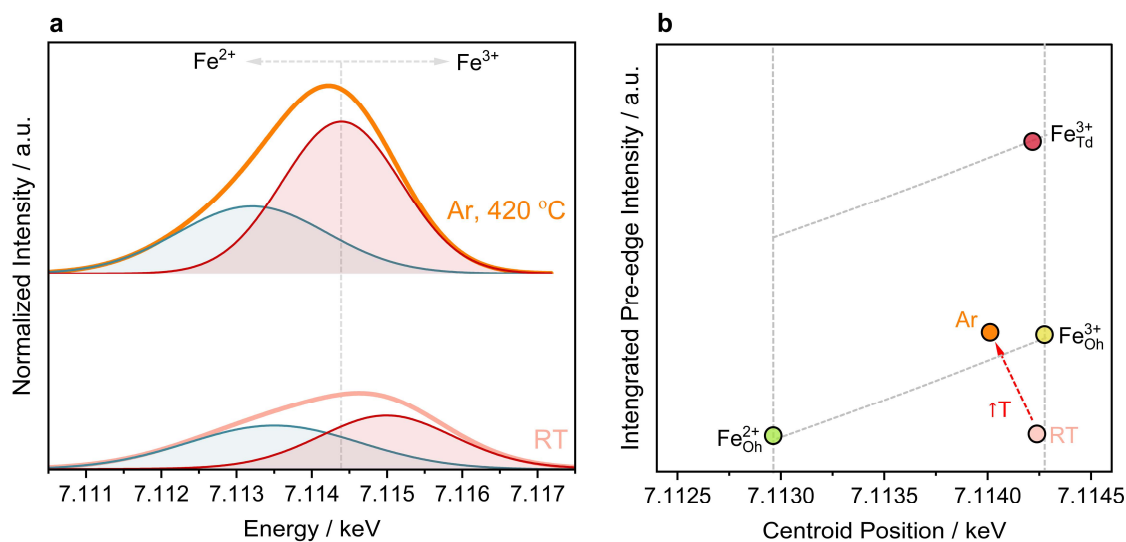 a
Normalized Intensity / a.u.
Fe2+
Fe3+
Ar, 420 ºC
RT
7.111 7.112 7.113 7.114 7.115 7.116 7.117
Energy / keV
b
Intengrated Pre-edge Intensity / a.u.
Fe3+Td
Ar
Fe3+Oh
↑T
Fe2+Oh
RT
7.1125 7.1130 7.1135 7.1140 7.1145
Centroid Position / keV